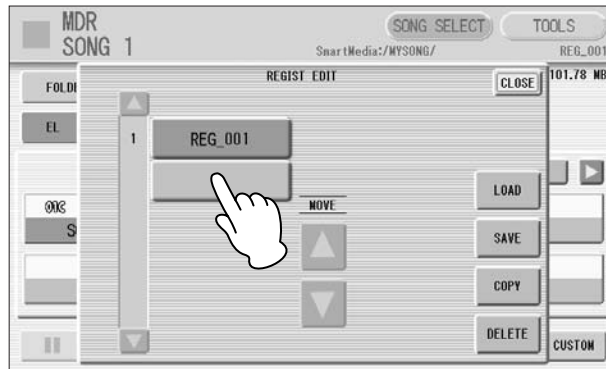 MDR
SONG 1
SONG SELECT
TOOLS
SmartMedia:/MYSONG/
REG_001
FOLD
REGIST EDIT
CLOSE
101.78 MB
EL
1
REG_001
LOAD
MOVE
SAVE
COPY
DELETE
CUSTOM